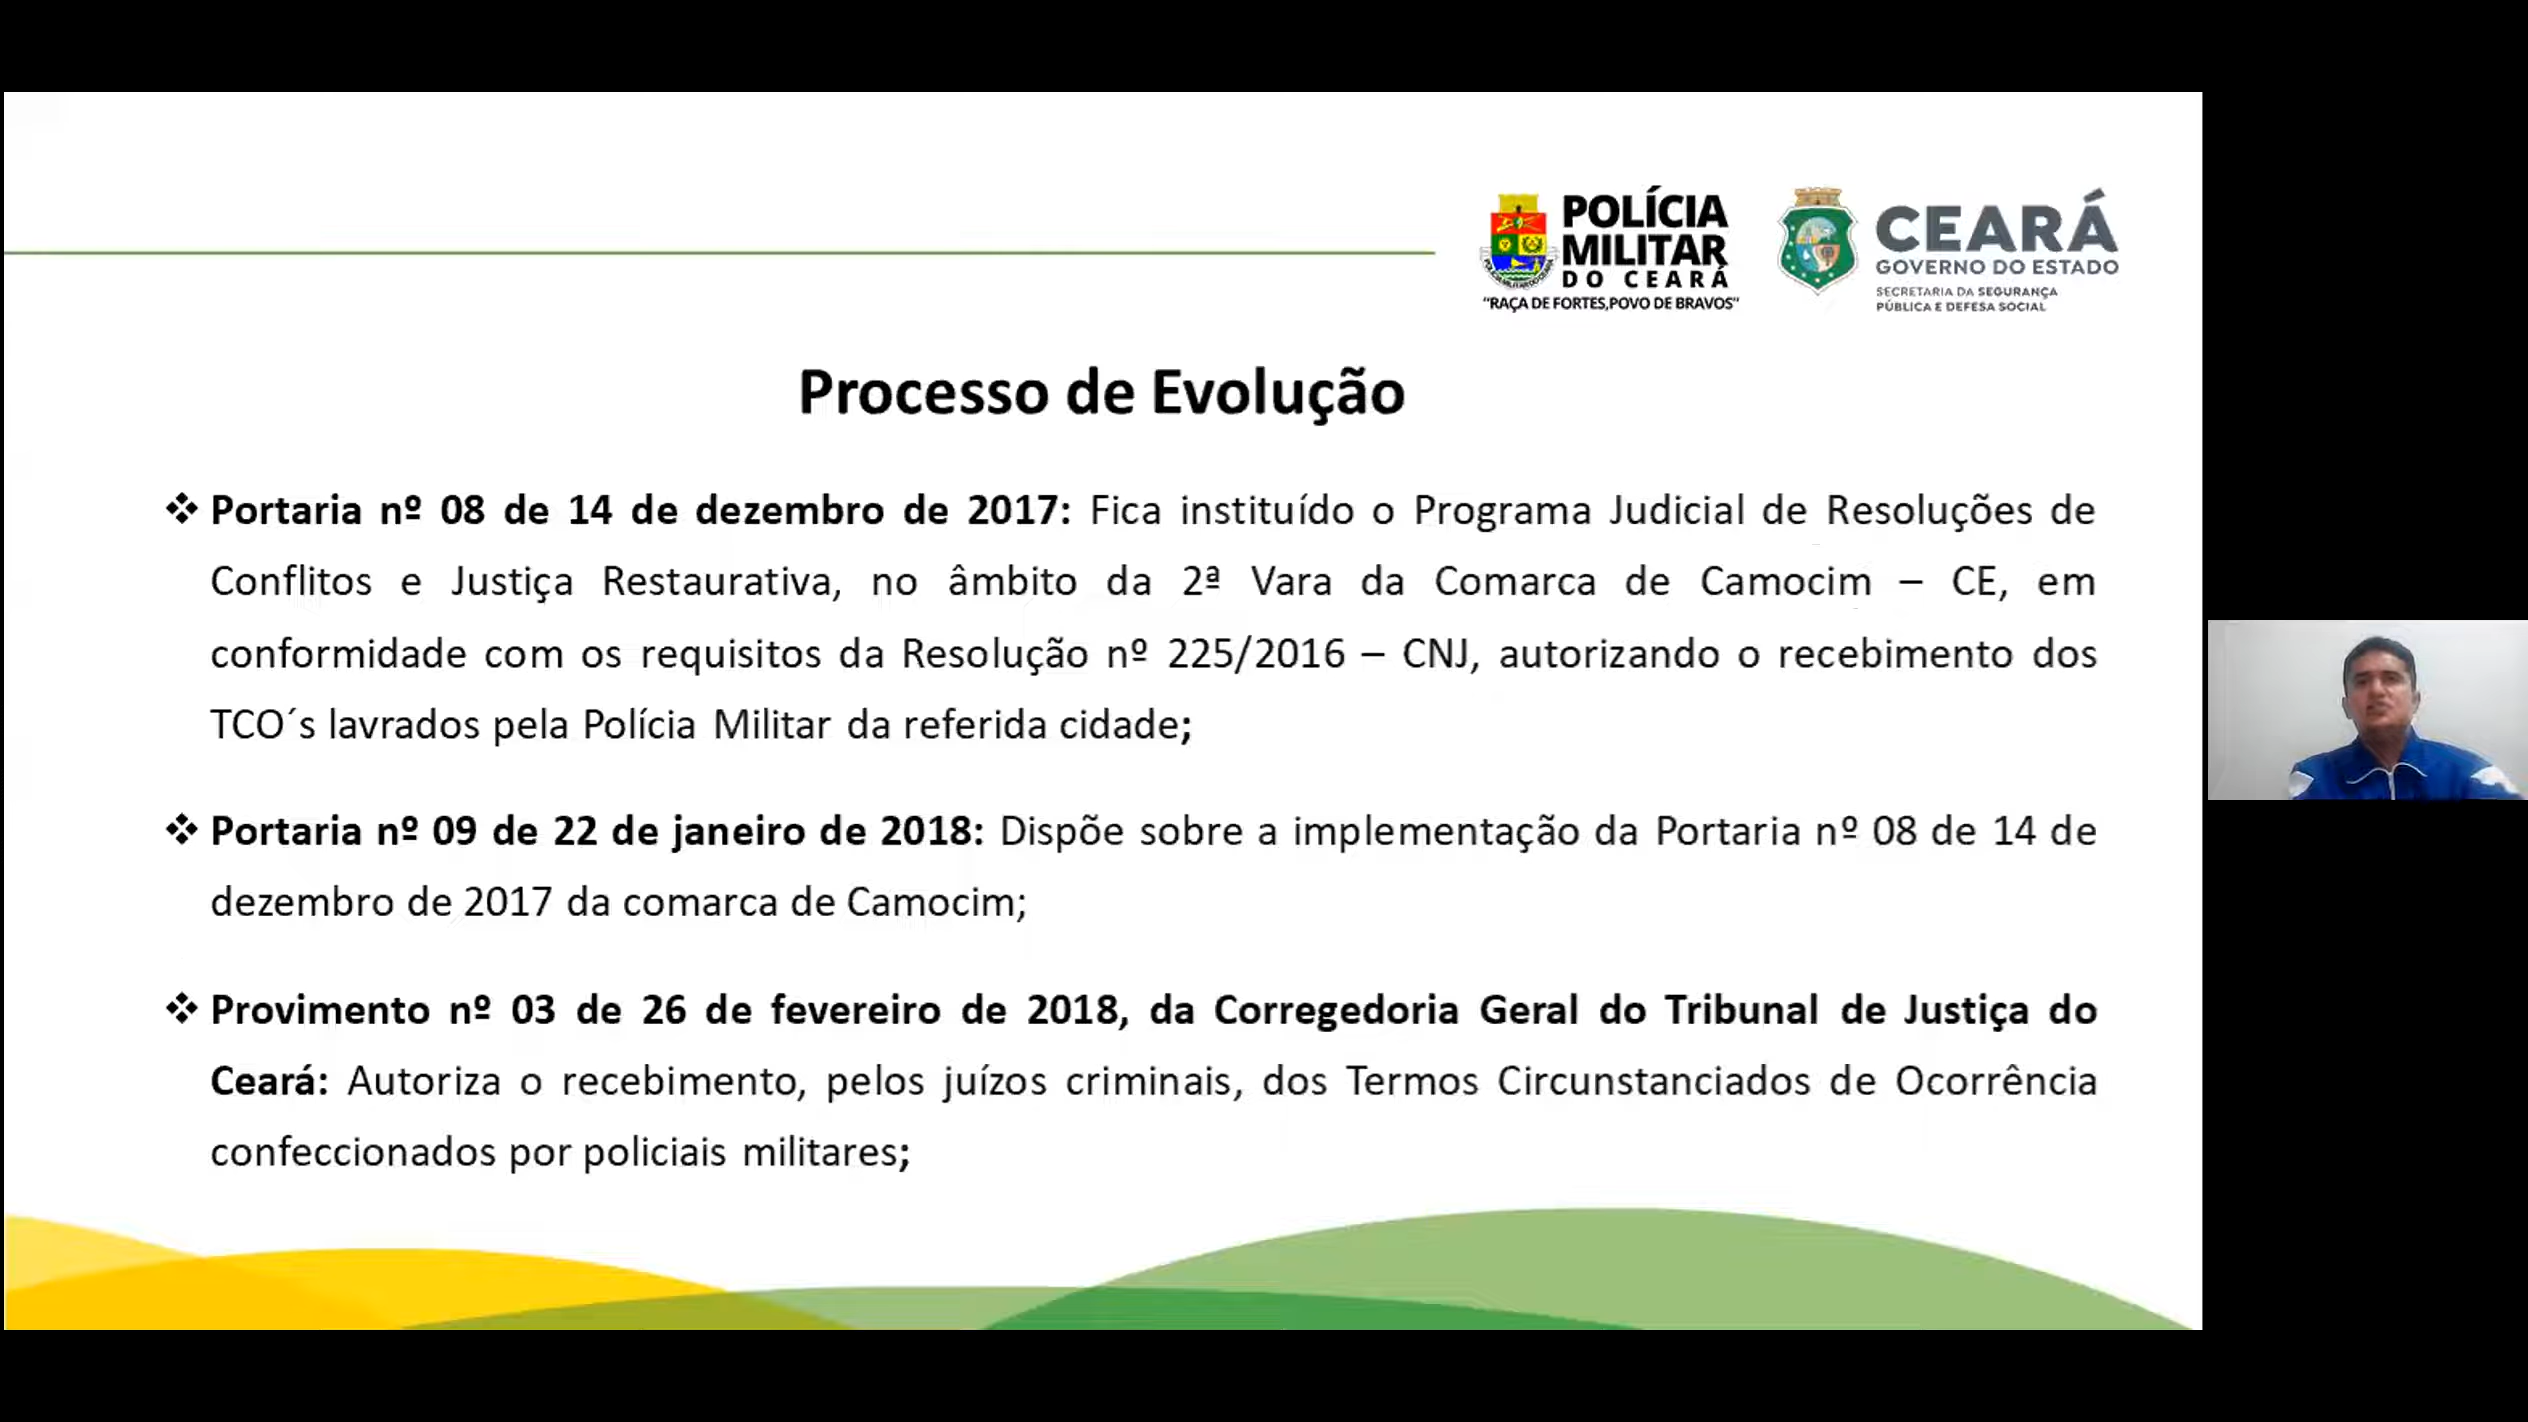 POLÍCIA
MILITAR
DO CEARÁ
"RAÇA DE FORTES,POVO DE BRAVOS"
CEARÁ
GOVERNO DO ESTADO
SECRETARIA DA SEGURANÇA
PÚBLICA E DEFESA SOCIAL
Processo de Evolução
❖ Portaria nº 08 de 14 de dezembro de 2017: Fica instituído o Programa Judicial de Resoluções de
Conflitos e Justiça Restaurativa, no âmbito da 2ª Vara da Comarca de Camocim – CE, em
conformidade com os requisitos da Resolução nº 225/2016 – CNJ, autorizando o recebimento dos
TCO´s lavrados pela Polícia Militar da referida cidade;
❖ Portaria nº 09 de 22 de janeiro de 2018: Dispõe sobre a implementação da Portaria nº 08 de 14 de
dezembro de 2017 da comarca de Camocim;
❖ Provimento nº 03 de 26 de fevereiro de 2018, da Corregedoria Geral do Tribunal de Justiça do
Ceará: Autoriza o recebimento, pelos juízos criminais, dos Termos Circunstanciados de Ocorrência
confeccionados por policiais militares;